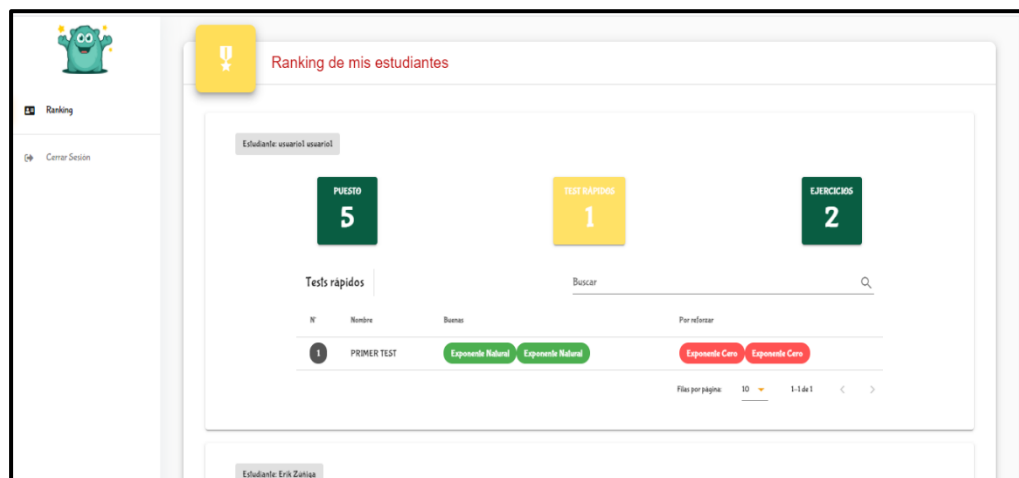 Ranking de mis estudiantes
Ranking
Cerrar Sesión
Estudiante: usuario1 usuario1
PUESTO
5
TEST RÁPIDOS
1
EJERCICIOS
2
Tests rápidos
Buscar
N° Nombre Buenas Por reforzar
1 PRIMER TEST Exponente Natural Exponente Natural Exponente Cero Exponente Cero
Filas por página: 10 1-1 de 1
Estudiante: Erik Zúñiga